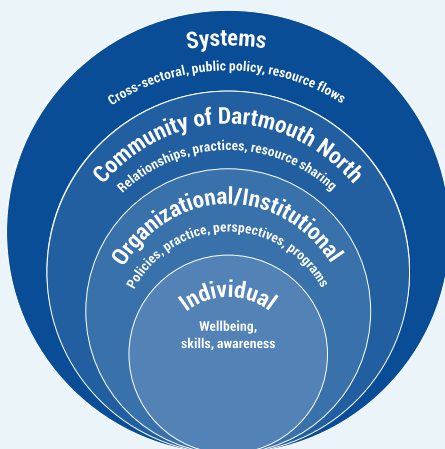 Systems
Cross-sectoral, public policy, resource flows
Community of Dartmouth North
Relationships, practices, resource sharing
Organizational/Institutional
Policies, practice, perspectives, programs
Individual
Wellbeing,
skills, awareness